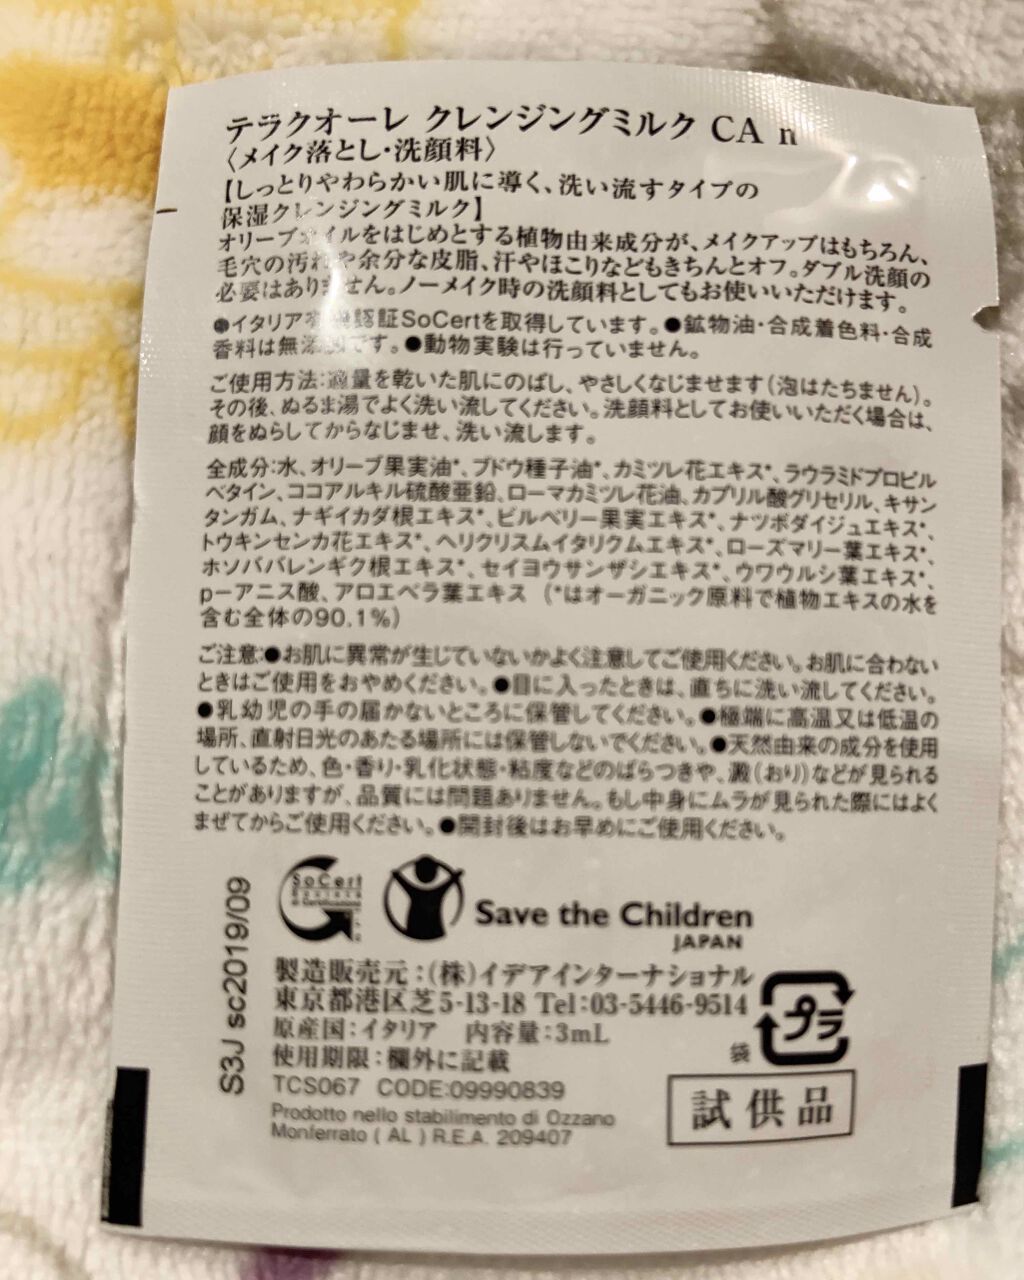 テラクオーレ クレンジングミルク CA n
〈メイク落とし・洗顔料〉
【しっとりやわらかい肌に導く、洗い流すタイプの
保湿クレンジングミルク】
オリーブオイルをはじめとする植物由来成分が、メイクアップはもちろん、
毛穴の汚れや余分な皮脂、汗やほこりなどもきちんとオフ。ダブル洗顔の
必要はありません。ノーメイク時の洗顔料としてもお使いいただけます。
●イタリア有機認証SoCertを取得しています。●鉱物油・合成着色料・合成
香料は無添加です。●動物実験は行っていません。
ご使用方法:適量を乾いた肌にのばし、やさしくなじませます(泡はたちません)。
その後、ぬるま湯でよく洗い流してください。洗顔料としてお使いいただく場合は、
顔をぬらしてからなじませ、洗い流します。
全成分:水、オリーブ果実油*、ブドウ種子油*、カミツレ花エキス*、ラウラミドプロピル
ベタイン、ココアルキル硫酸亜鉛、ローマカミツレ花油、カプリル酸グリセリル、キサン
タンガム、ナギイカダ根エキス*、ビルベリー果実エキス*、ナツボダイジュエキス*、
トウキンセンカ花エキス*、ヘリクリスムイタリクムエキス*、ローズマリー葉エキス*、
ホソババレンギク根エキス*、セイヨウサンザシエキス*、ウワウルシ葉エキス*、
p-アニス酸、アロエベラ葉エキス (*はオーガニック原料で植物エキスの水を
含む全体の90.1%)
ご注意:●お肌に異常が生じていないかよく注意してご使用ください。お肌に合わない
ときはご使用をおやめください。●目に入ったときは、直ちに洗い流してください。
●乳幼児の手の届かないところに保管してください。●極端に高温又は低温の
場所、直射日光のあたる場所には保管しないでください。●天然由来の成分を使用
しているため、色・香り・乳化状態・粘度などのばらつきや、澱(おり)などが見られる
ことがありますが、品質には問題ありません。もし中身にムラが見られた際にはよく
まぜてからご使用ください。●開封後はお早めにご使用ください。
SoCert
Save the Children
JAPAN
製造販売元:(株)イデアインターナショナル
東京都港区芝5-13-18 Tel:03-5446-9514
原産国:イタリア 内容量:3mL
使用期限:欄外に記載
TCS067 CODE:09990839
Prodotto nello stabilimento di Ozzano
Monferrato ( AL ) R.E.A. 209407
プラ
袋
試供品
S3J sc2019/09